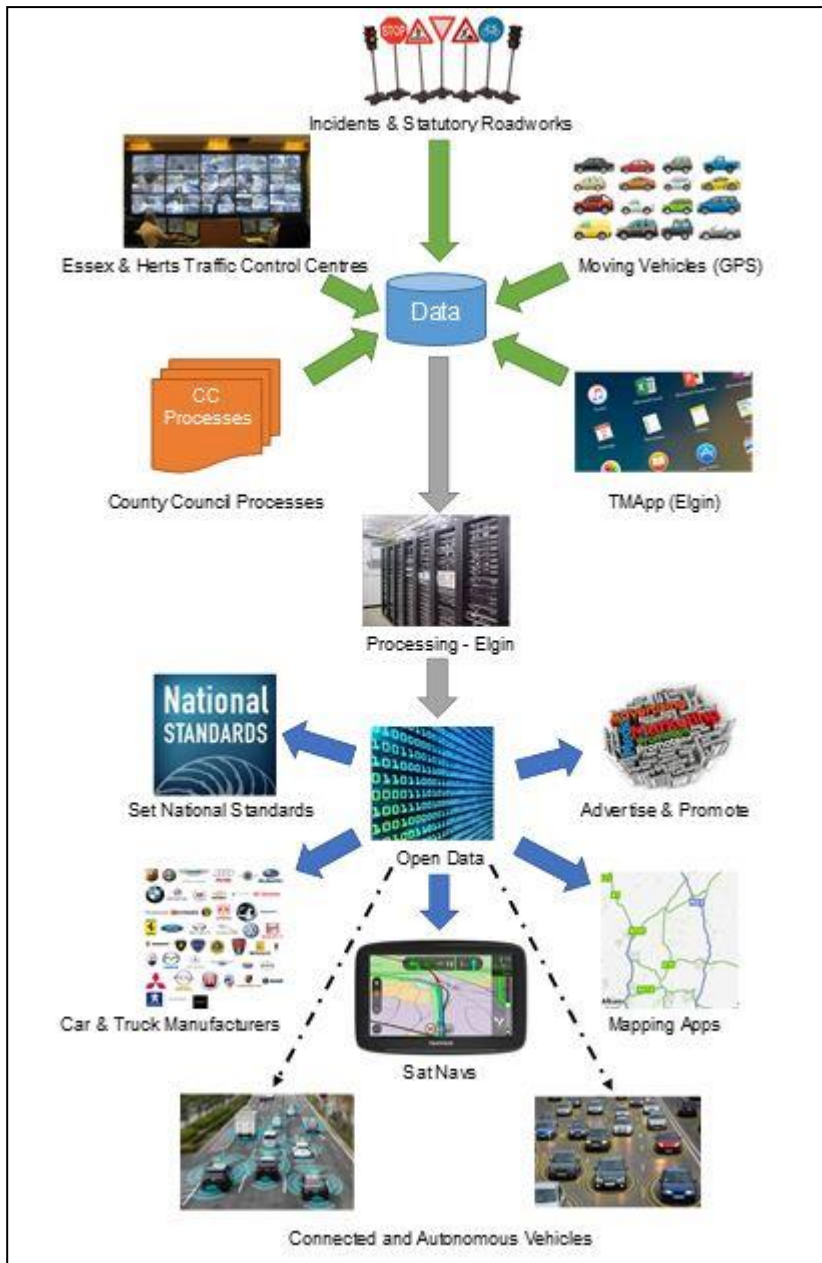 STOP
Incidents & Statutory Roadworks
Essex & Herts Traffic Control Centres
Moving Vehicles (GPS)
Data
CC
Processes
County Council Processes
TMApp (Elgin)
Processing - Elgin
National
STANDARDS
Set National Standards
Advertising
Marketing
Advertise & Promote
Open Data
Car & Truck Manufacturers
Sat Navs
Mapping Apps
Connected and Autonomous Vehicles